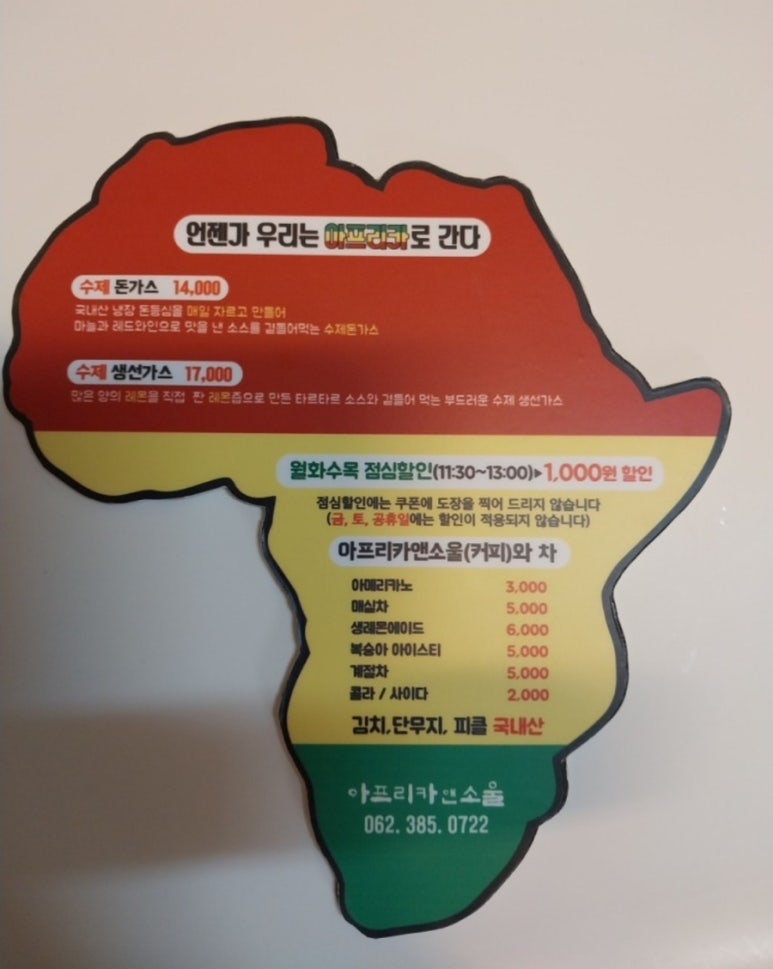 언젠가 우리는 아프리카로 간다
수제 돈가스 14,000
국내산 냉장 돈등심을 매일 자르고 만들어
마늘과 레드와인으로 맛을 낸 소스를 곁들어먹는 수제돈가스
수제 생선가스 17,000
많은 양의 레몬을 직접 짠 레몬즙으로 만든 타르타르 소스와 곁들어 먹는 부드러운 수제 생선가스
월화수목 점심할인(11:30~13:00)▶1,000원 할인
점심할인에는 쿠폰에 도장을 찍어 드리지 않습니다
(금, 토, 공휴일에는 할인이 적용되지 않습니다)
아프리카앤소울(커피)와 차
아메리카노 3,000
매실차 5,000
생레몬에이드 6,000
복숭아 아이스티 5,000
계절차 5,000
콜라 / 사이다 2,000
김치,단무지, 피클 국내산
아프리카앤소울
062. 385. 0722